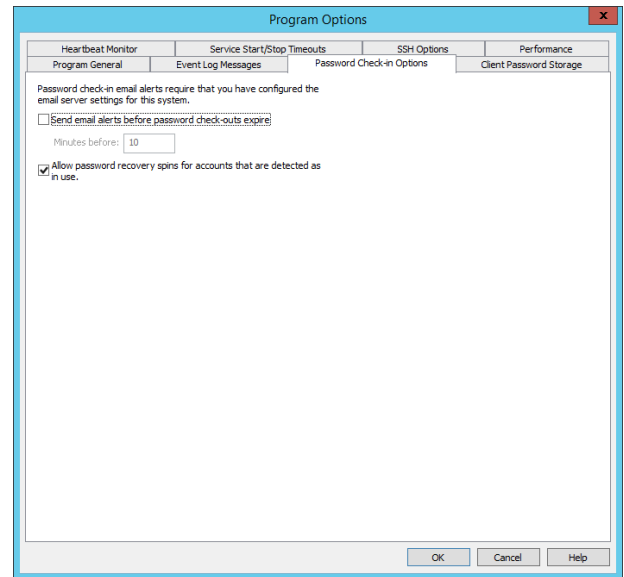 Program Options
x
Heartbeat Monitor Service Start/Stop Timeouts SSH Options Performance
Program General Event Log Messages Password Check-in Options Client Password Storage
Password check-in email alerts require that you have configured the
email server settings for this system.
Send email alerts before password check-outs expire
Minutes before: 10
Allow password recovery spins for accounts that are detected as
in use.
OK Cancel Help